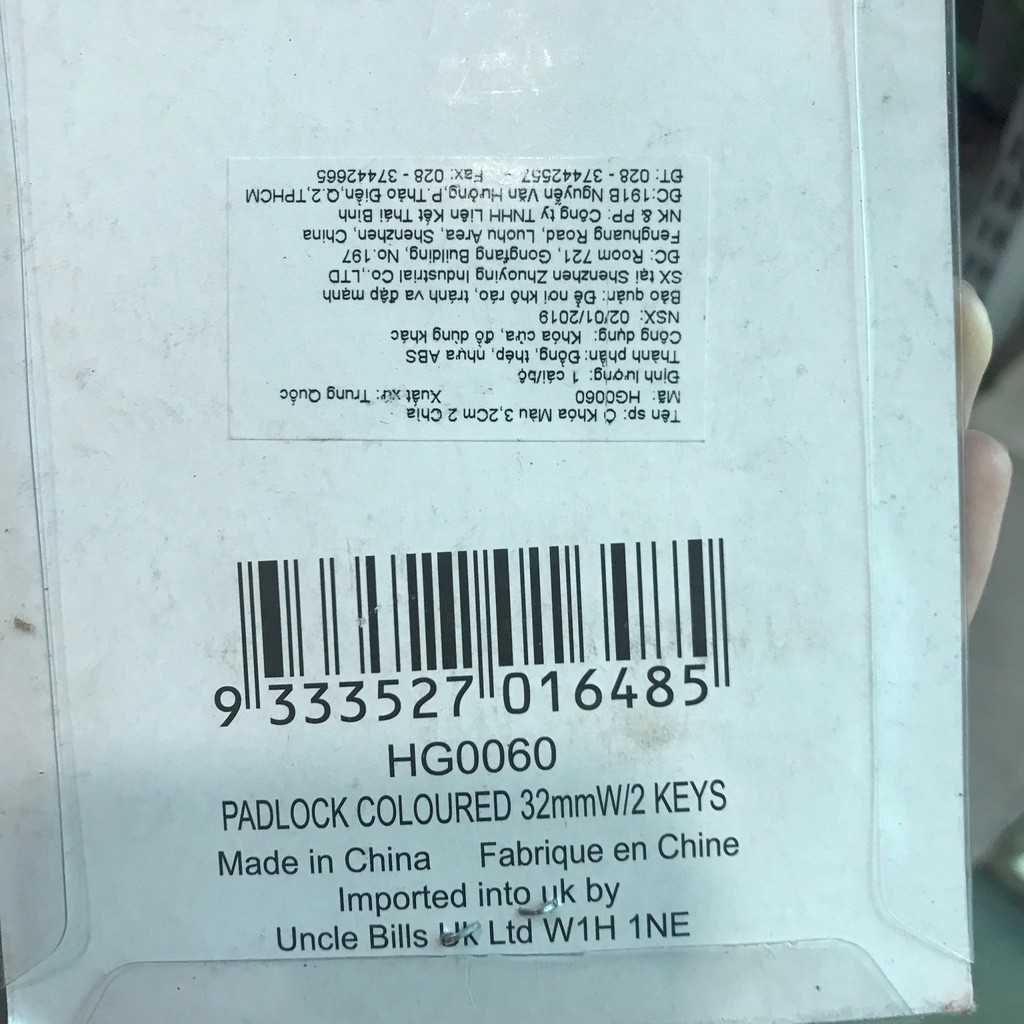 Tên sp: Ổ Khóa Màu 3,2Cm 2 Chìa
Mã: HG0060 Xuất xứ: Trung Quốc
Định lượng: 1 cái/bộ
Thành phần: Đồng, thép, nhựa ABS
Công dụng: Khóa cửa, đồ dùng khác
NSX: 02/01/2019
Bảo quản: Để nơi khô ráo, tránh va đập mạnh
SX tại Shenzhen Zhuoying Industrial Co.,LTD
ĐC: Room 721, Gongfang Building, No.197
Fenghuang Road, Luohu Area, Shenzhen, China
NK & PP: Công ty TNHH Liên Kết Thái Bình
ĐC:191B Nguyễn Văn Hưởng,P.Thảo Điền,Q.2,TPHCM
ĐT: 028 - 37442557 - Fax: 028 - 37442665
9 333527 016485
HG0060
PADLOCK COLOURED 32mmW/2 KEYS
Made in China Fabrique en Chine
Imported into uk by
Uncle Bills Uk Ltd W1H 1NE